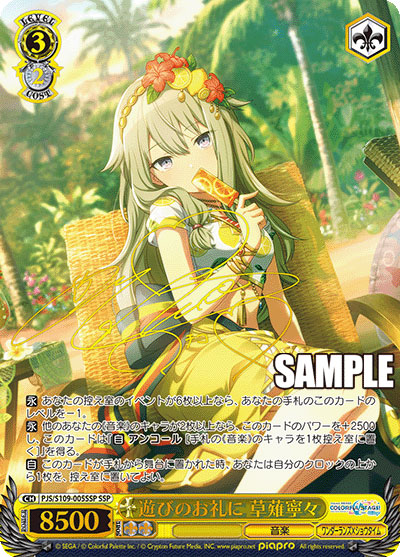 LEVEL
3
2
COST
SAMPLE
永 あなたの控え室のイベントが6枚以上なら、あなたの手札のこのカードの
レベルを－1。
永 他のあなたの《音楽》のキャラが2枚以上なら、このカードのパワーを＋2500
し、このカードは『自 アンコール ［手札の《音楽》のキャラを1枚控え室に置
く］』を得る。
自 このカードが手札から舞台に置かれた時、あなたは自分のクロックの上か
ら1枚を、控え室に置いてよい。
CH PJS/S109-005SSP SSP
遊びのお礼に 草薙寧々
POWER
8500
SOUL
音楽
ワンダーランズ×ショウタイム
COLORFUL STAGE!
© SEGA / © Colorful Palette Inc. / © Crypton Future Media, INC. www.piapro.net piapro